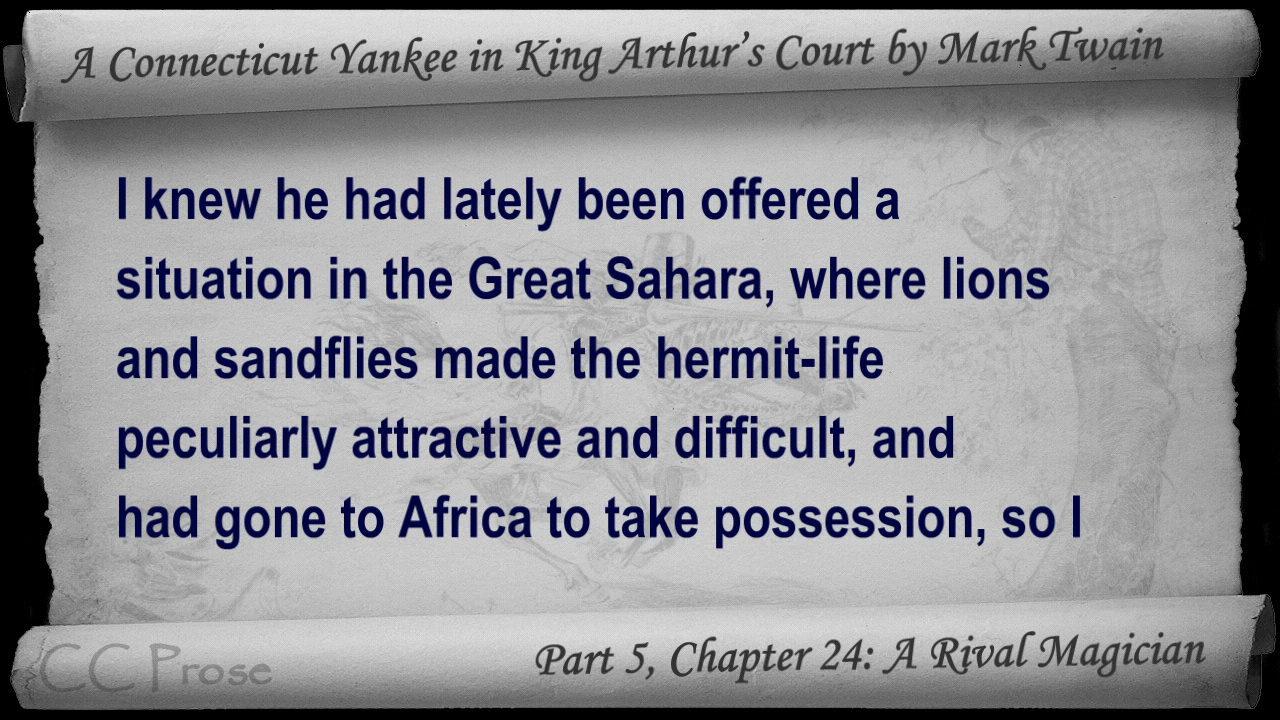 A Connecticut Yankee in King Arthur's Court by Mark Twain
I knew he had lately been offered a
situation in the Great Sahara, where lions
and sandflies made the hermit-life
peculiarly attractive and difficult, and
had gone to Africa to take possession, so I
CC Prose
Part 5, Chapter 24: A Rival Magician